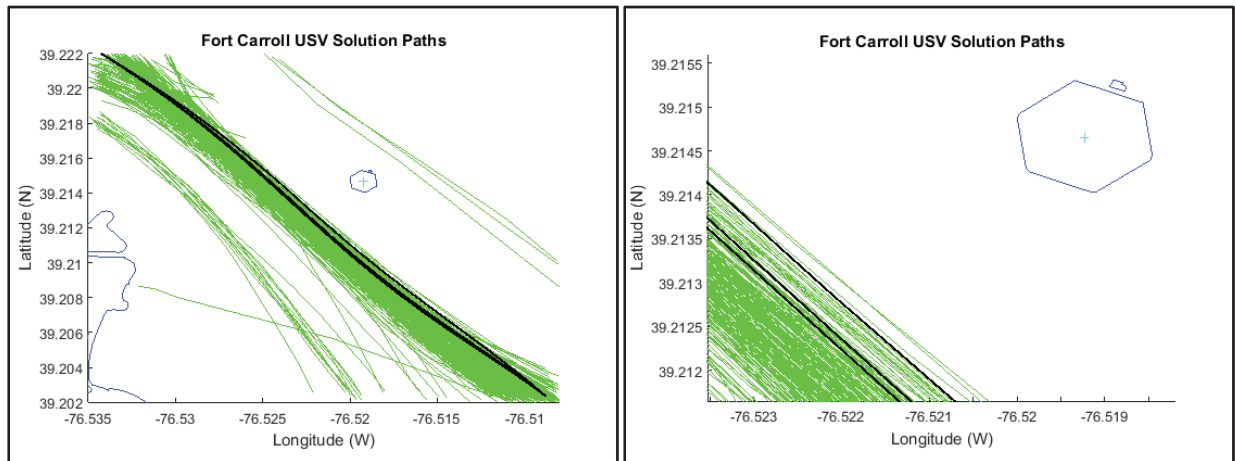 Fort Carroll USV Solution Paths
39.222
39.22
39.218
39.216
39.214
39.212
39.21
39.208
39.206
39.204
39.202
Latitude (N)
-76.535 -76.53 -76.525 -76.52 -76.515 -76.51
Longitude (W)
Fort Carroll USV Solution Paths
39.2155
39.215
39.2145
39.214
39.2135
39.213
39.2125
39.212
Latitude (N)
-76.523 -76.522 -76.521 -76.52 -76.519
Longitude (W)